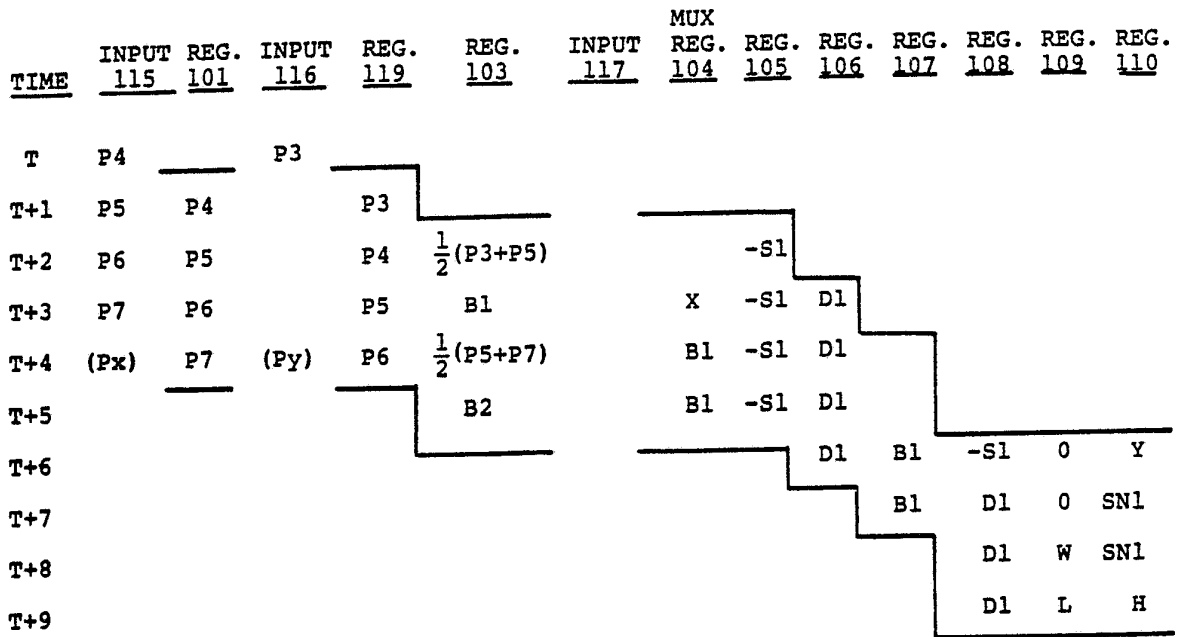 MUX
INPUT REG. INPUT REG. REG. INPUT REG. REG. REG. REG. REG. REG. REG.
TIME 115 101 116 119 103 117 104 105 106 107 108 109 110
T P4 P3
T+1 P5 P4 P3
T+2 P6 P5 P4 1/2(P3+P5) -S1
T+3 P7 P6 P5 B1 X -S1 D1
T+4 (Px) P7 (Py) P6 1/2(P5+P7) B1 -S1 D1
T+5 B2 B1 -S1 D1
T+6 D1 B1 -S1 0 Y
T+7 B1 D1 0 SN1
T+8 D1 W SN1
T+9 D1 L H